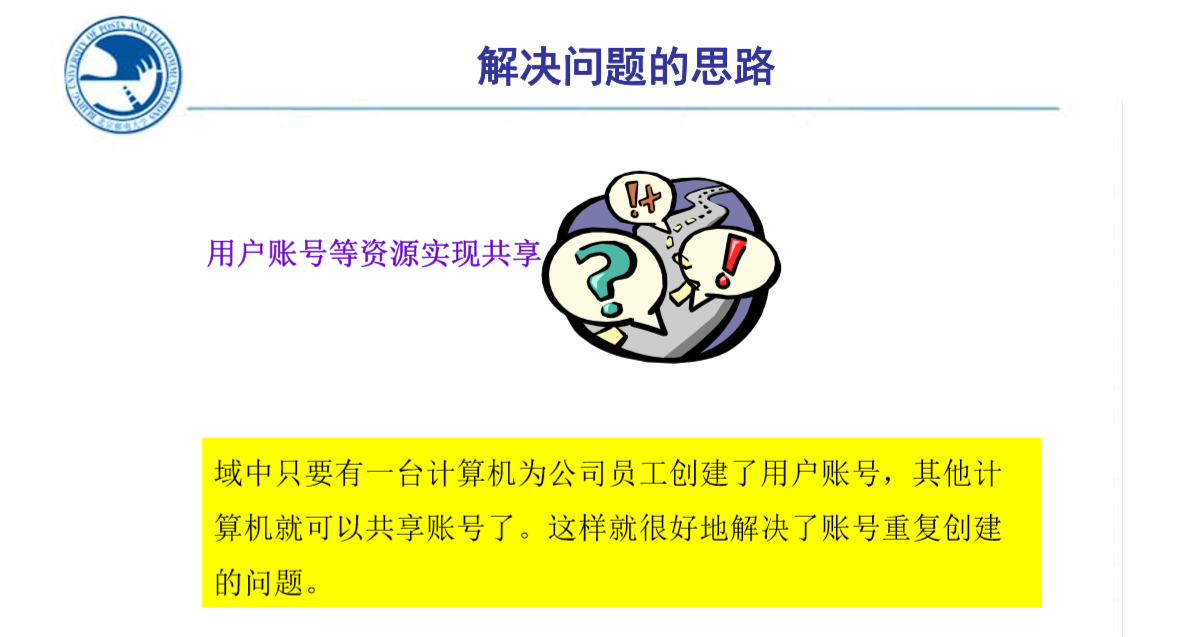 BEIJING UNIVERSITY OF POSTS AND TELECOMMUNICATIONS
北京邮电大学
解决问题的思路
用户账号等资源实现共享
!+
?
!
域中只要有一台计算机为公司员工创建了用户账号，其他计
算机就可以共享账号了。这样就很好地解决了账号重复创建
的问题。